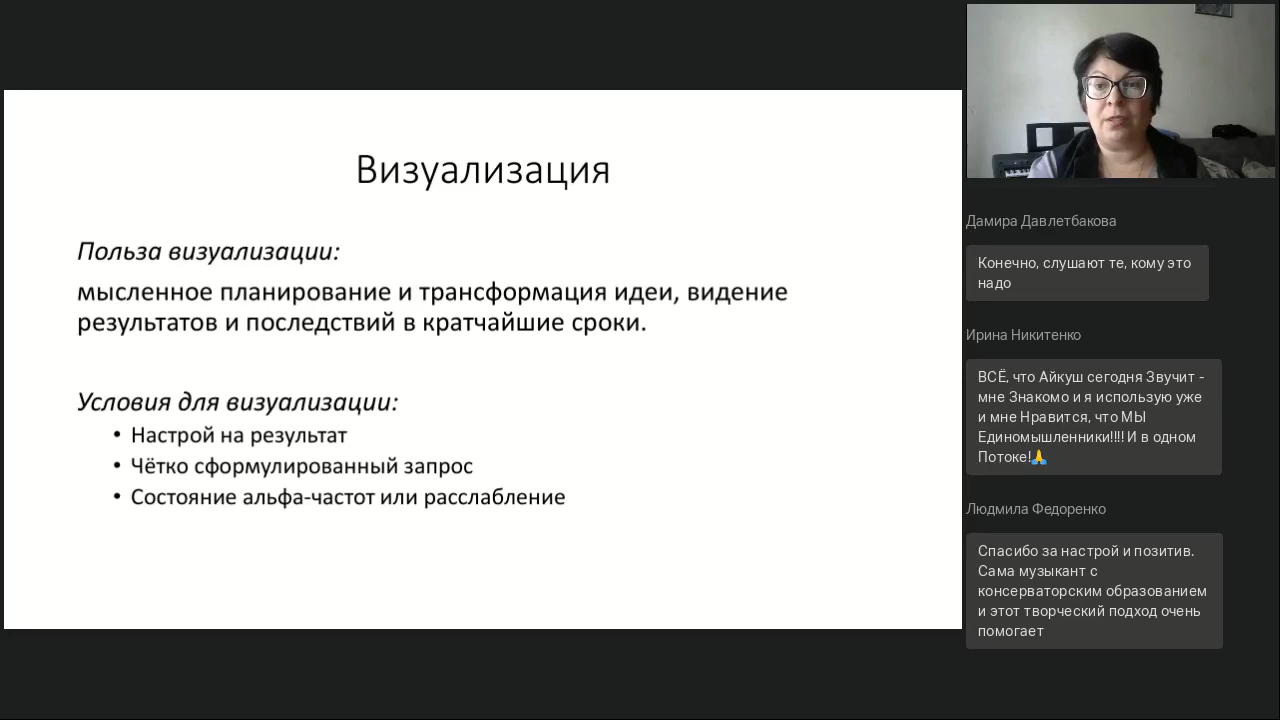 Визуализация
Польза визуализации:
мысленное планирование и трансформация идеи, видение
результатов и последствий в кратчайшие сроки.
Условия для визуализации:
• Настрой на результат
• Чётко сформулированный запрос
• Состояние альфа-частот или расслабление
Дамира Давлетбакова
Конечно, слушают те, кому это
надо
Ирина Никитенко
ВСЁ, что Айкуш сегодня Звучит -
мне Знакомо и я использую уже
и мне Нравится, что МЫ
Единомышленники!!!! И в одном
Потоке!🙏
Людмила Федоренко
Спасибо за настрой и позитив.
Сама музыкант с
консерваторским образованием
и этот творческий подход очень
помогает